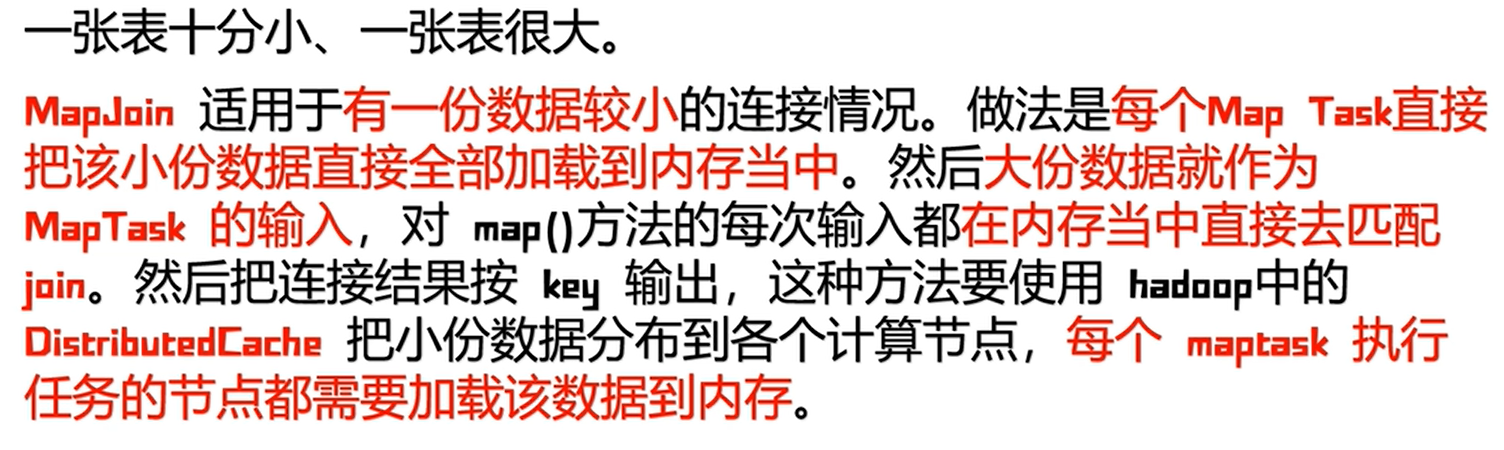 一张表十分小、一张表很大。
MapJoin 适用于有一份数据较小的连接情况。做法是每个Map Task直接
把该小份数据直接全部加载到内存当中。然后大份数据就作为
MapTask 的输入，对 map()方法的每次输入都在内存当中直接去匹配
join。然后把连接结果按 key 输出，这种方法要使用 hadoop中的
DistributedCache 把小份数据分布到各个计算节点，每个 maptask 执行
任务的节点都需要加载该数据到内存。